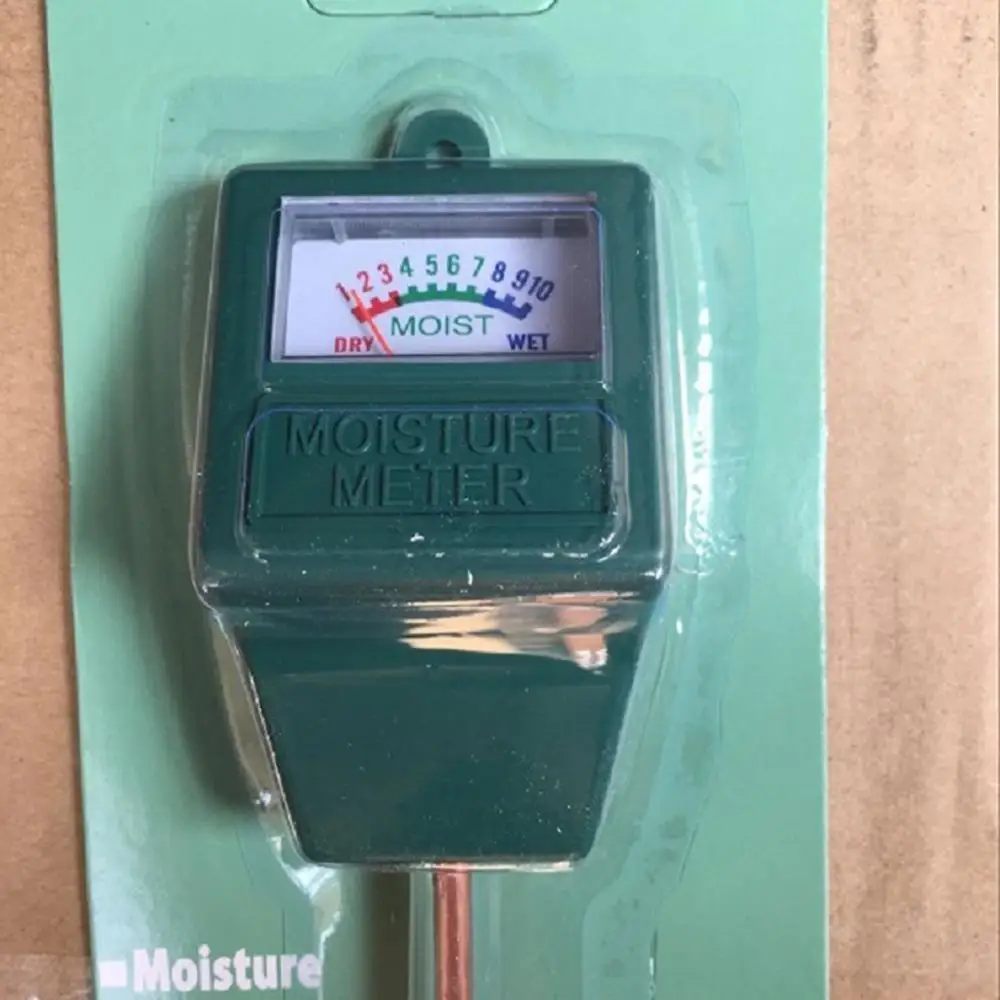 1 2 3 4 5 6 7 8 9 10
MOIST
DRY WET
MOISTURE
METER
Moisture